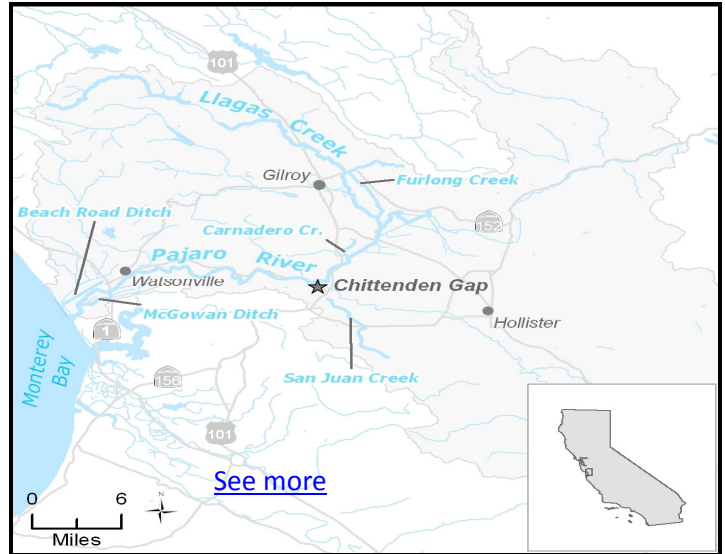 101
Llagas Creek
Gilroy
Furlong Creek
Beach Road Ditch
Carnadero Cr.
152
Pajaro River
Watsonville
Chittenden Gap
McGowan Ditch
Hollister
1
Monterey
Bay
156
San Juan Creek
101
See more
0 6
N
Miles